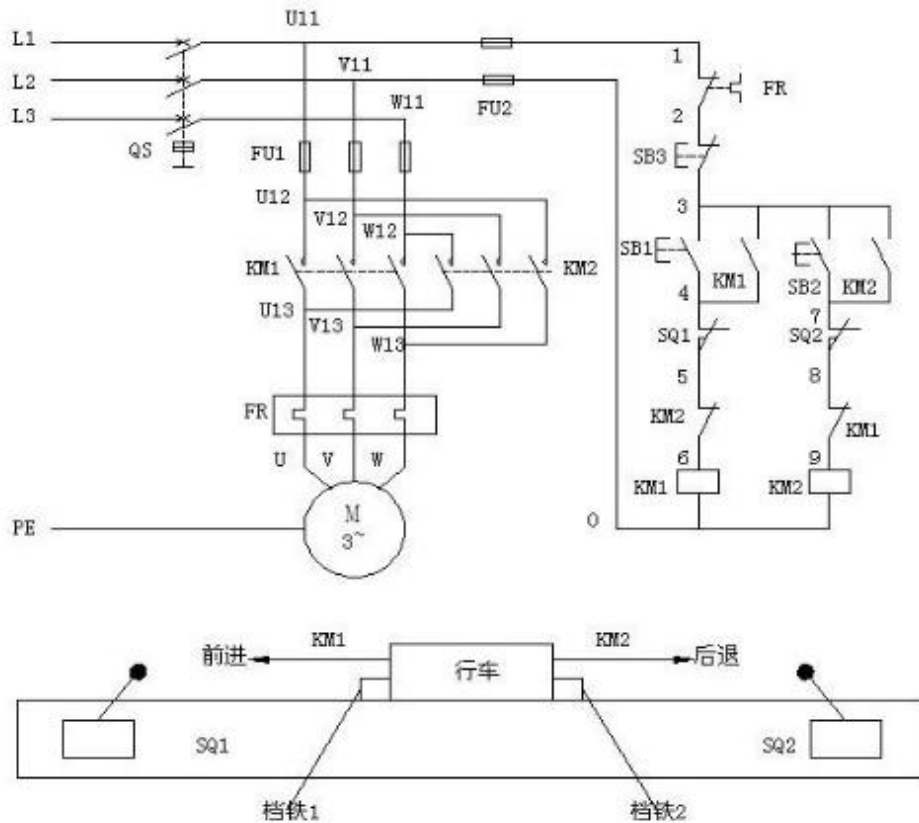 U11
L1
1
V11
L2
FR
W11
FU2
2
L3
QS
FU1
SB3
U12
3
V12
W12
SB1
KM1
KM2
KM1
SB2
KM2
4
7
U13
V13
SQ1
SQ2
W13
5
8
FR
KM2
KM1
U V W
6
9
KM1
KM2
M
3~
PE
0
KM1
KM2
前进
行车
后退
SQ1
SQ2
档铁1
档铁2